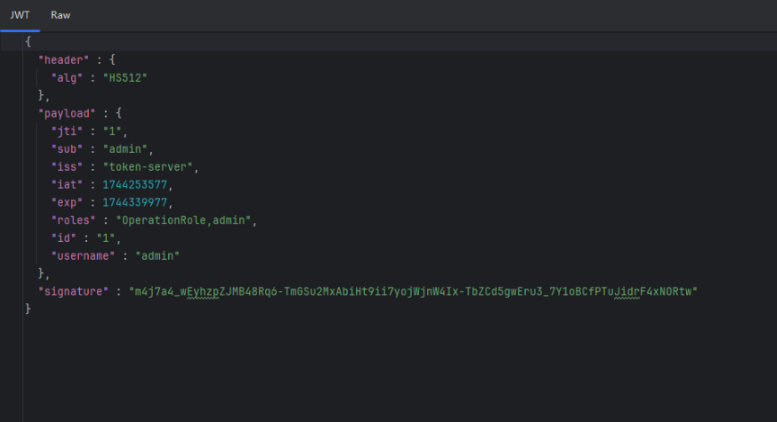 JWT Raw
{
"header" : {
"alg" : "HS512"
},
"payload" : {
"jti" : "1",
"sub" : "admin",
"iss" : "token-server",
"iat" : 1744253577,
"exp" : 1744339977,
"roles" : "OperationRole,admin",
"id" : "1",
"username" : "admin"
},
"signature" : "m4j7a4_wEyhzpZJMB48Rq6-TmGSu2MxAbiHt9ii7yojWjnW4Ix-TbZCd5gwEru3_7Y1oBCfPTuJidrF4xNORtw"
}